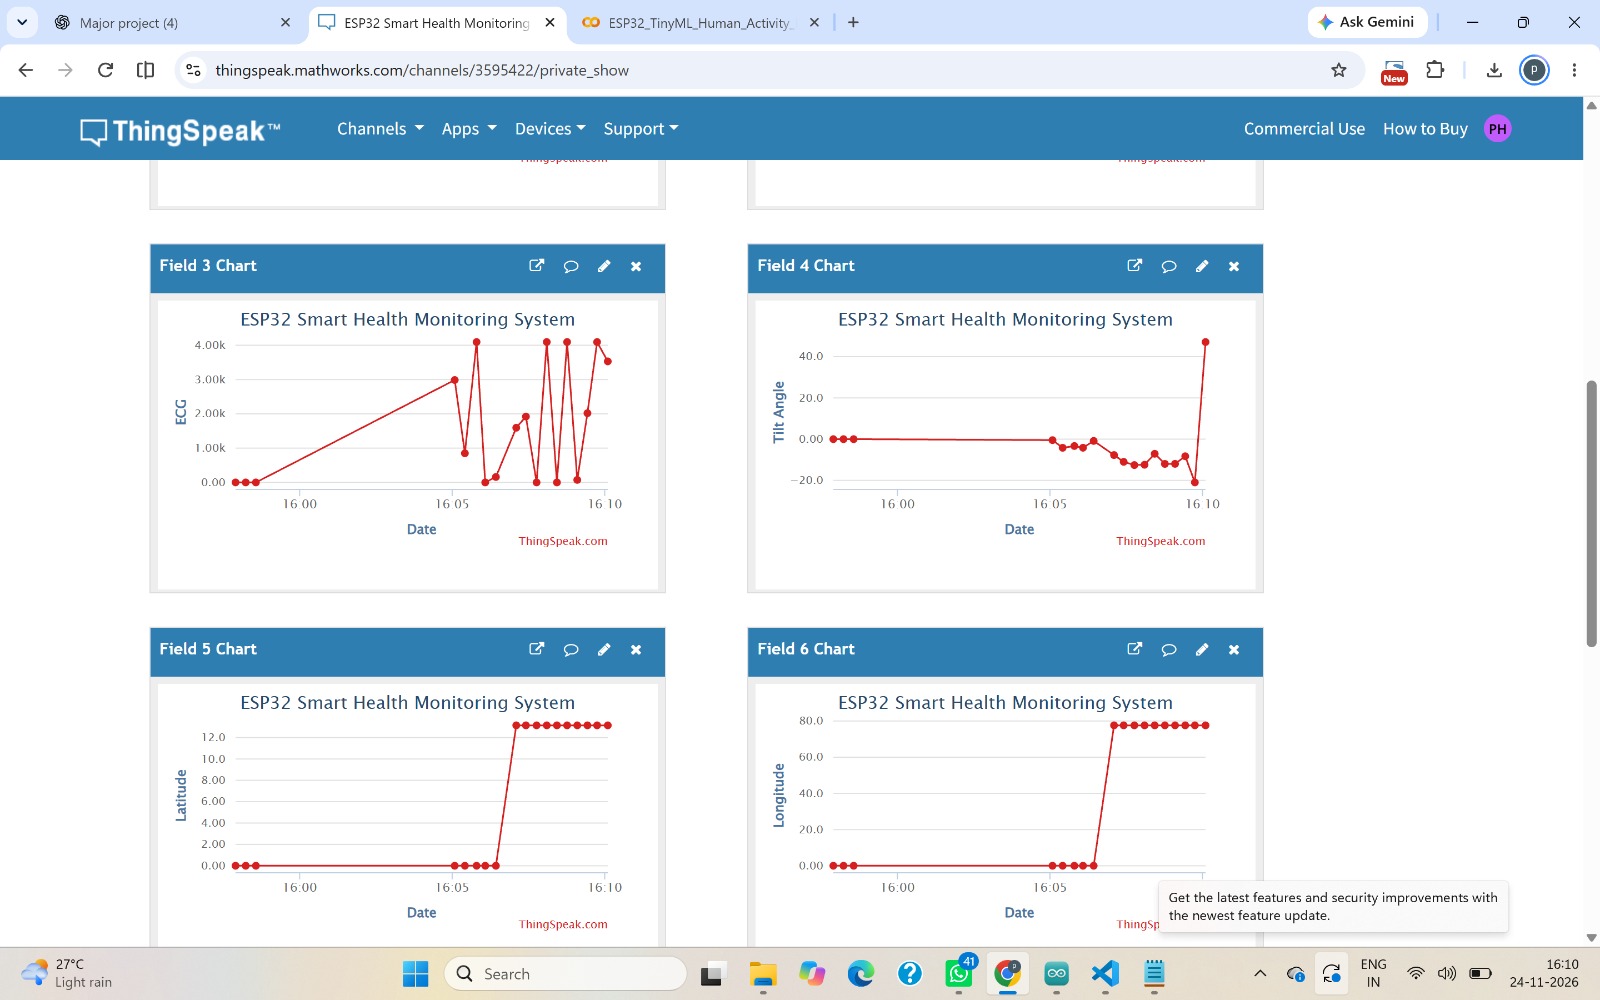 Major project (4)
ESP32 Smart Health Monitoring
ESP32_TinyML_Human_Activity_
Ask Gemini
thingspeak.mathworks.com/channels/3595422/private_show
New
P
ThingSpeak™
Channels
Apps
Devices
Support
Commercial Use
How to Buy
PH
ThingSpeak.com
ThingSpeak.com
Field 3 Chart
ESP32 Smart Health Monitoring System
4.00k
3.00k
2.00k
1.00k
0.00
ECG
16 00
16 05
16 10
Date
ThingSpeak.com
Field 4 Chart
ESP32 Smart Health Monitoring System
40.0
20.0
0.00
−20.0
Tilt Angle
16 00
16 05
16 10
Date
ThingSpeak.com
Field 5 Chart
ESP32 Smart Health Monitoring System
12.0
10.0
8.00
6.00
4.00
2.00
0.00
Latitude
16:00
16:05
16:10
Date
ThingSpeak.com
Field 6 Chart
ESP32 Smart Health Monitoring System
80.0
60.0
40.0
20.0
0.00
Longitude
16:00
16:05
Date
ThingS
Get the latest features and security improvements with
the newest feature update.
27°C
Light rain
Search
41
ENG
IN
16:10
24-11-2026